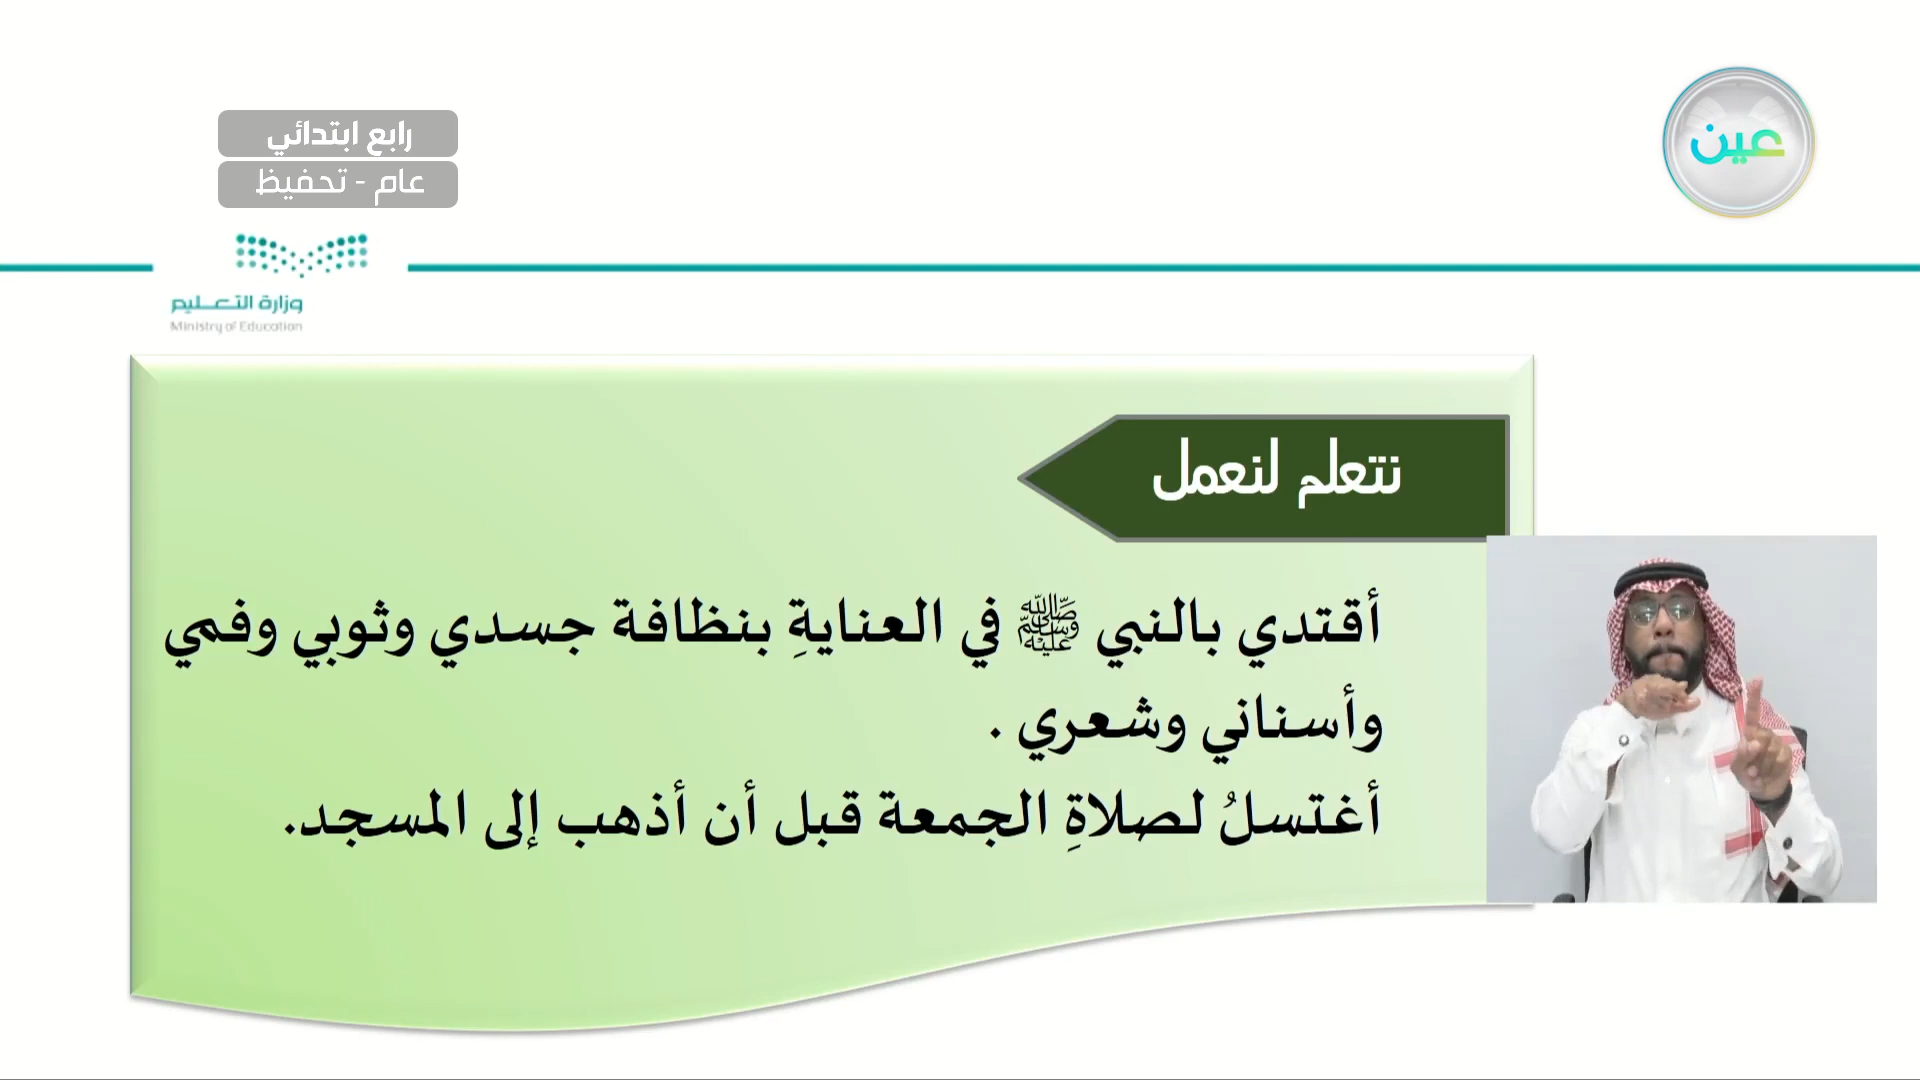 رابع ابتدائي
عام - تحفيظ
عين
وزارة التعليم
Ministry of Education
نتعلم لنعمل
أقتدي بالنبي ﷺ في العنايةِ بنظافة جسدي وثوبي وفمي
وأسناني وشعري .
أغتسلُ لصلاةِ الجمعة قبل أن أذهب إلى المسجد.